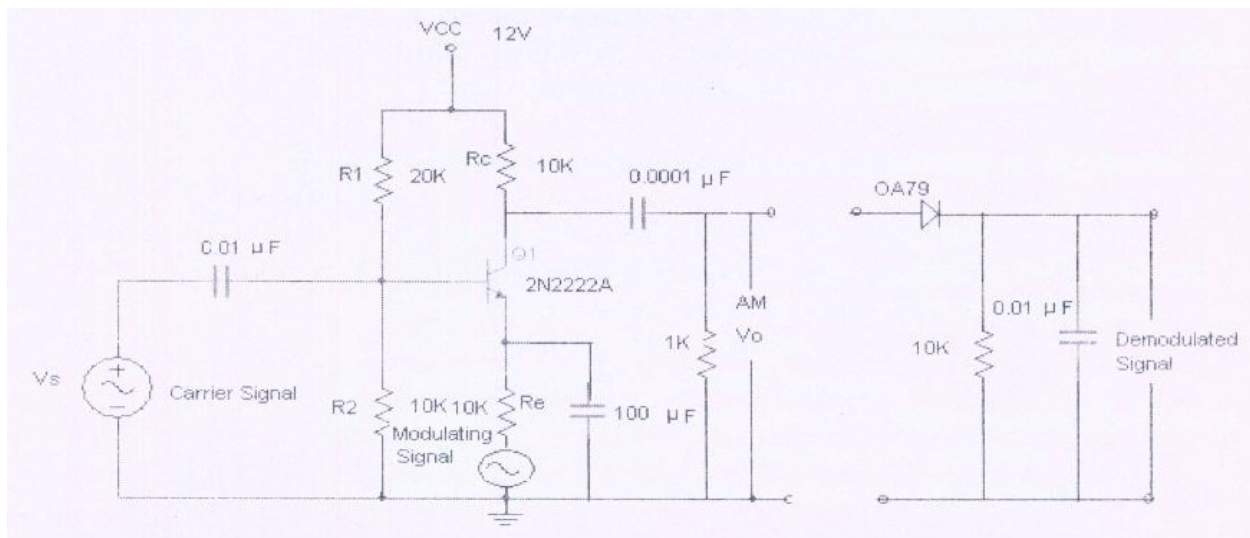 VCC 12V
R1 20K
Rc 10K
0.0001 µF
OA79
0.01 µF
Q1
2N2222A
AM
Vo
1K
0.01 µF
10K
Demodulated
Signal
Vs
Carrier Signal
R2 10K
10K Re
Modulating
Signal
100 µF